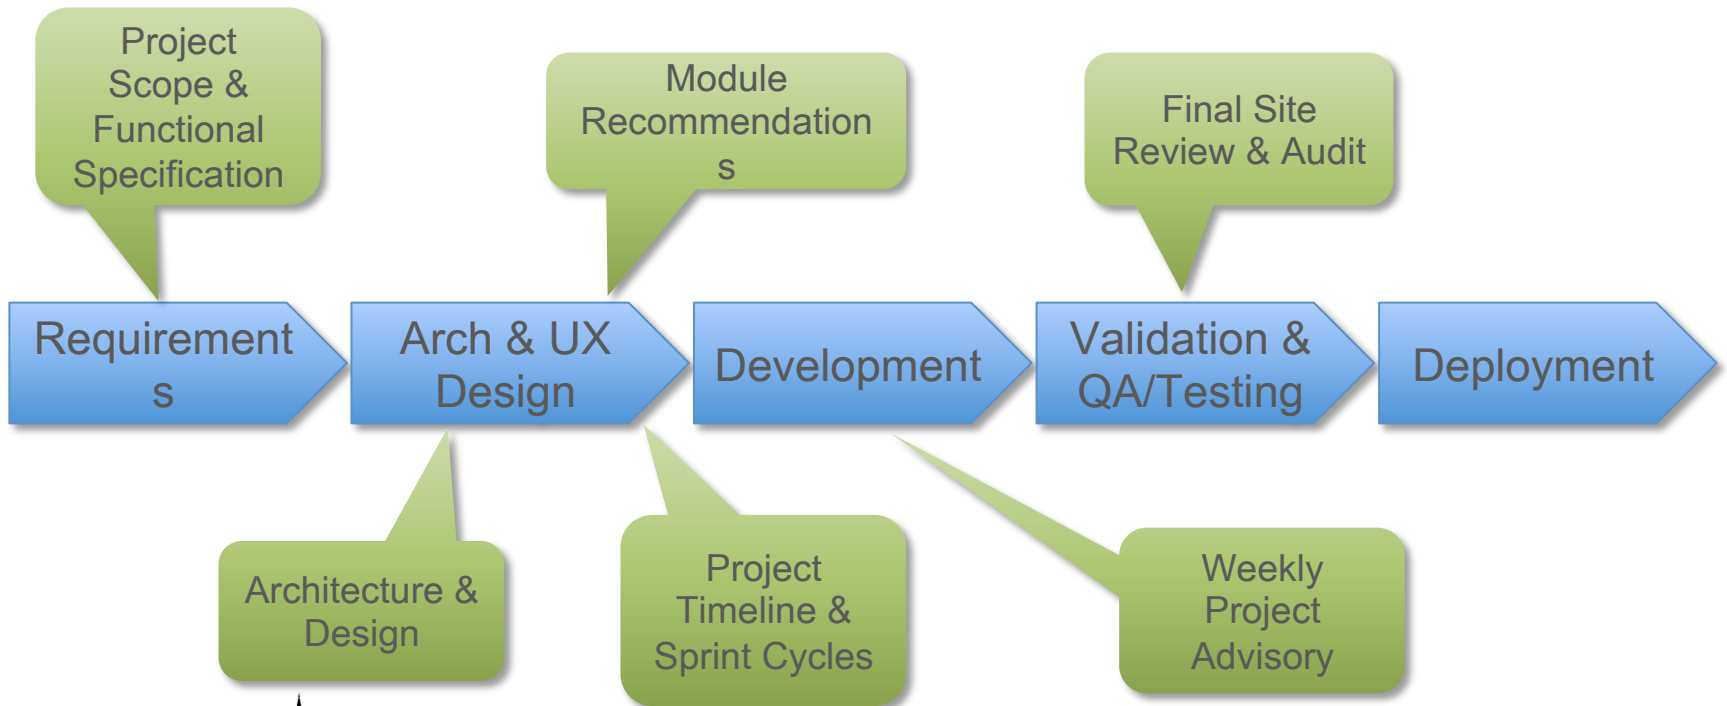 Project
Scope &
Functional
Specification
Module
Recommendation
s
Final Site
Review & Audit
Requirement
s
Arch & UX
Design
Development
Validation &
QA/Testing
Deployment
Architecture &
Design
Project
Timeline &
Sprint Cycles
Weekly
Project
Advisory